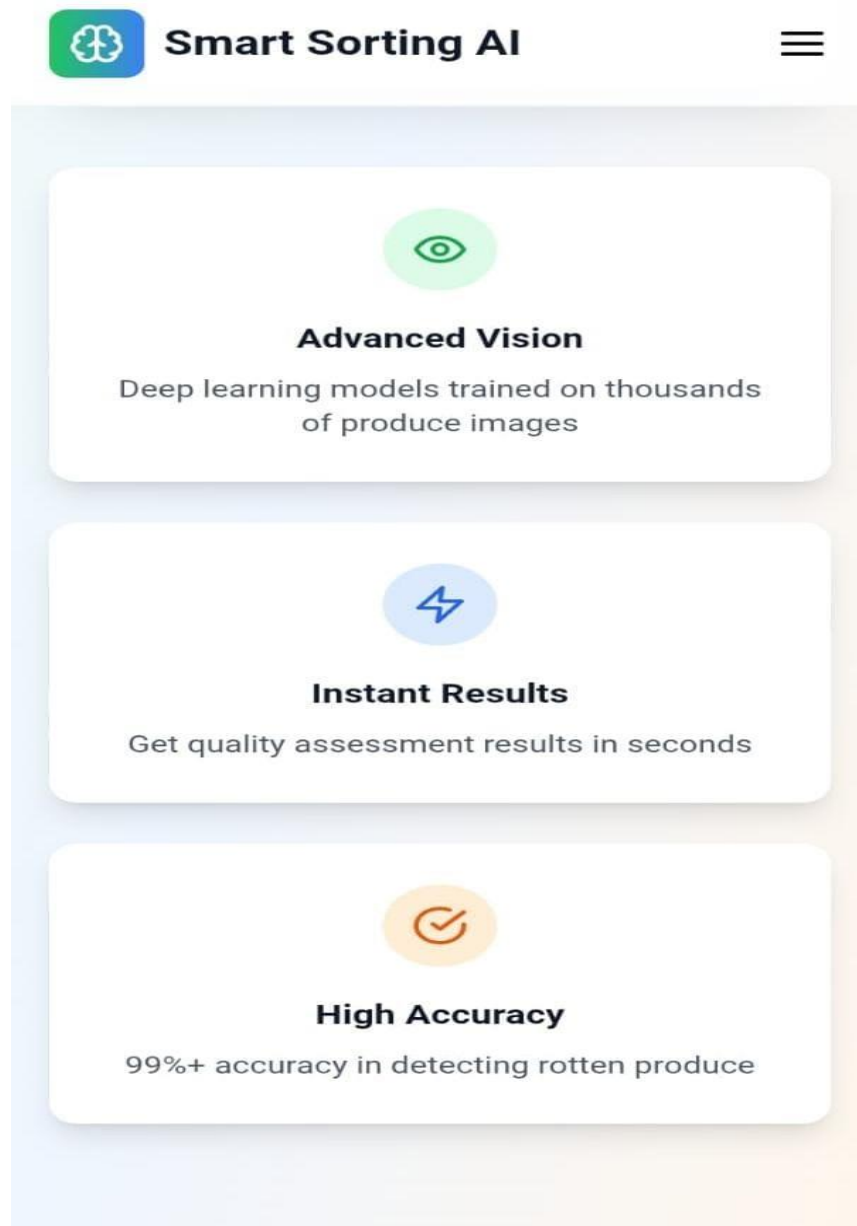 Smart Sorting AI
Advanced Vision
Deep learning models trained on thousands
of produce images
Instant Results
Get quality assessment results in seconds
High Accuracy
99%+ accuracy in detecting rotten produce